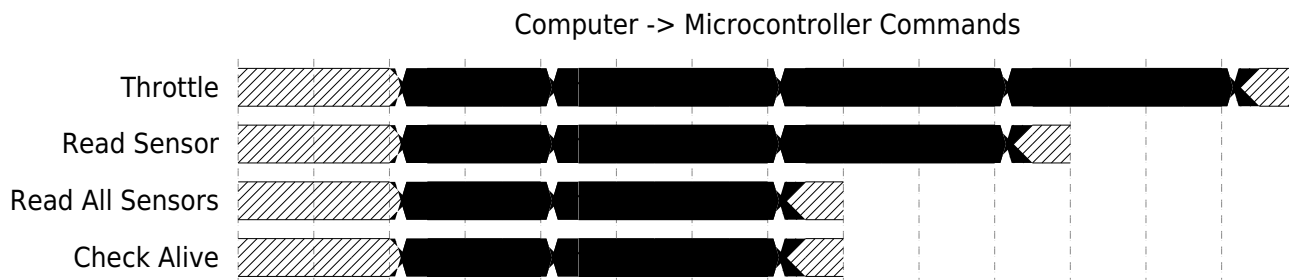 Computer -> Microcontroller Commands
Throttle
Read Sensor
Read All Sensors
Check Alive